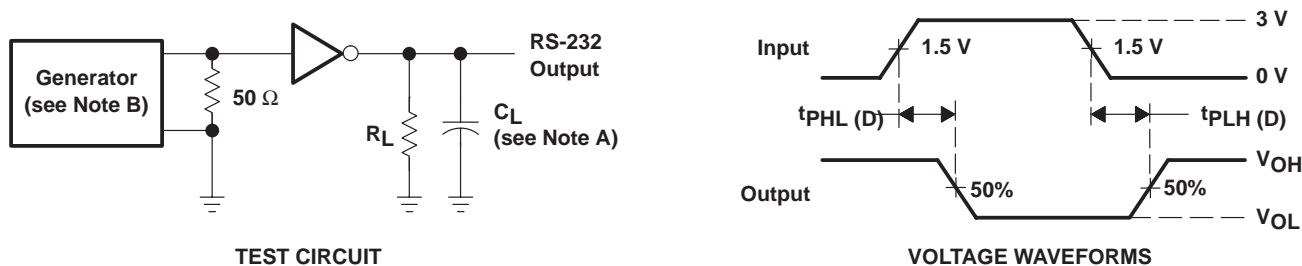 Generator
(see Note B)
50 Ω
RS-232
Output
RL
CL
(see Note A)
TEST CIRCUIT
Input
1.5 V
1.5 V
3 V
0 V
tPHL (D)
tPLH (D)
Output
50%
50%
VOH
VOL
VOLTAGE WAVEFORMS